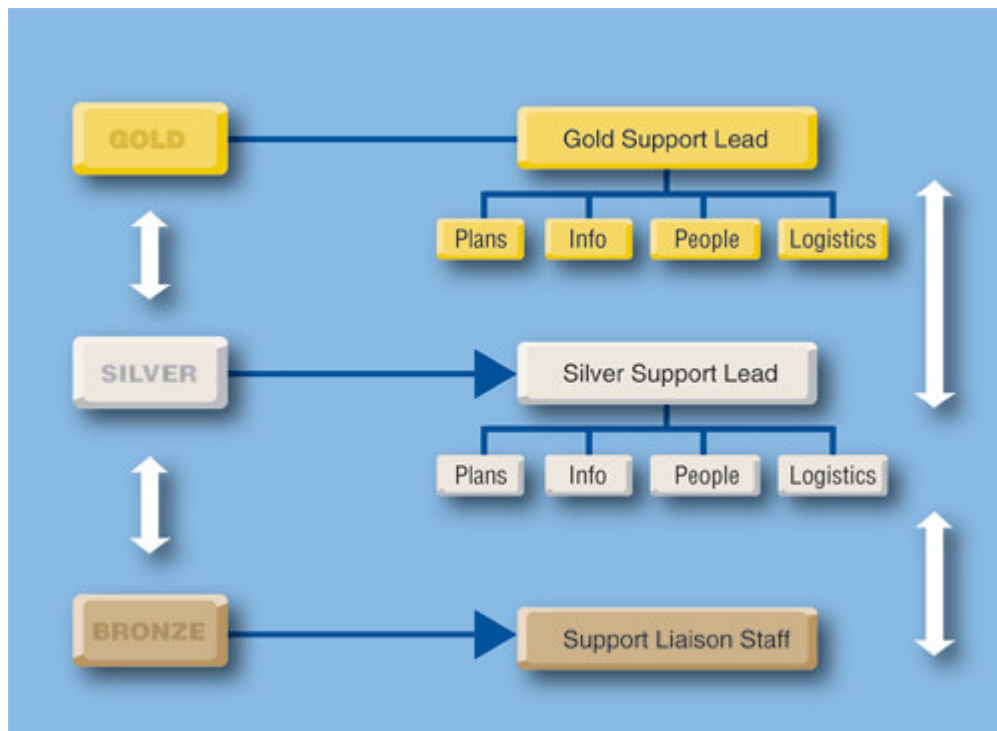 GOLD
Gold Support Lead
Plans
Info
People
Logistics
SILVER
Silver Support Lead
Plans
Info
People
Logistics
BRONZE
Support Liaison Staff